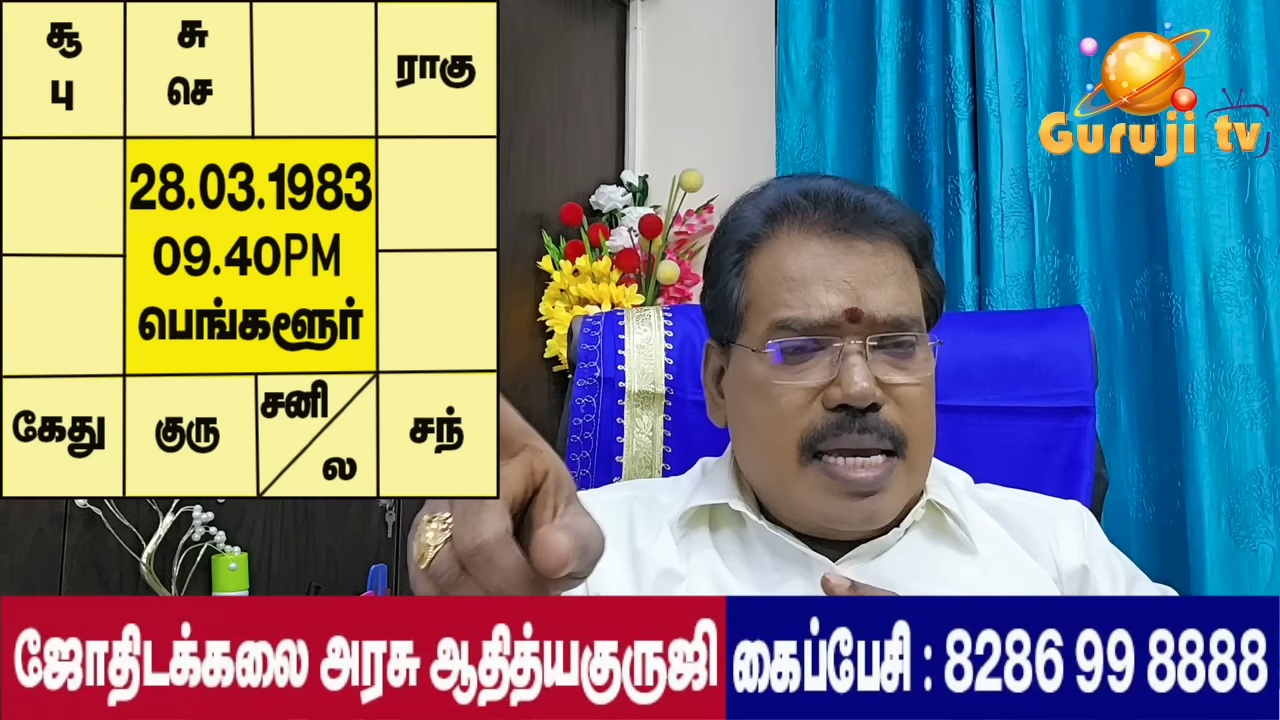 சூ
பு
சு
செ
ராகு
Guruji tv
28.03.1983
09.40PM
பெங்களூர்
கேது
குரு
சனி
ல
சந்
ஜோதிடக்கலை அரசு ஆதித்யகுருஜி
கைப்பேசி : 8286 99 8888